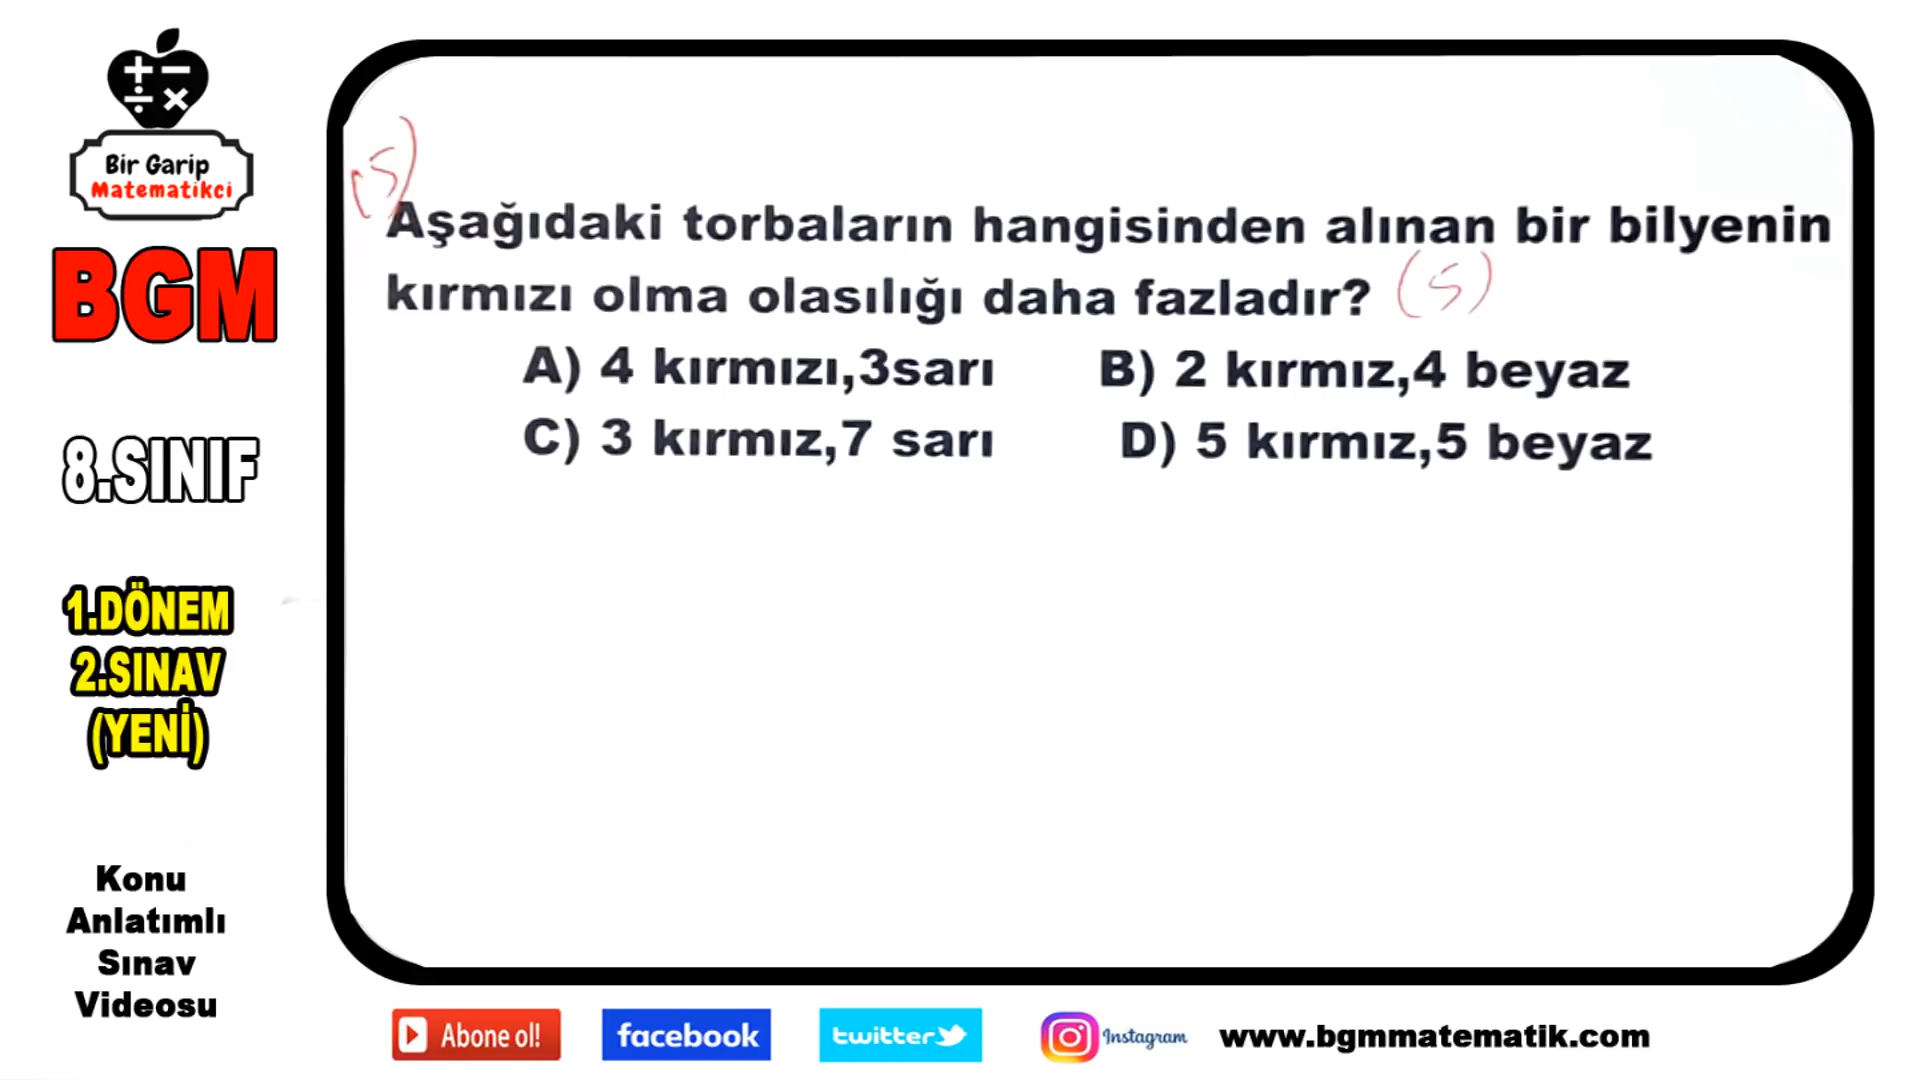 Bir Garip
Matematikci
BGM
8.SINIF
1.DÖNEM
2.SINAV
(YENİ)
Konu
Anlatımlı
Sınav
Videosu
Aşağıdaki torbaların hangisinden alınan bir bilyenin
kırmızı olma olasılığı daha fazladır? (5)
A) 4 kırmızı,3sarı B) 2 kırmız,4 beyaz
C) 3 kırmız,7 sarı D) 5 kırmız,5 beyaz
Abone ol! facebook twitter Instagram www.bgmmatematik.com